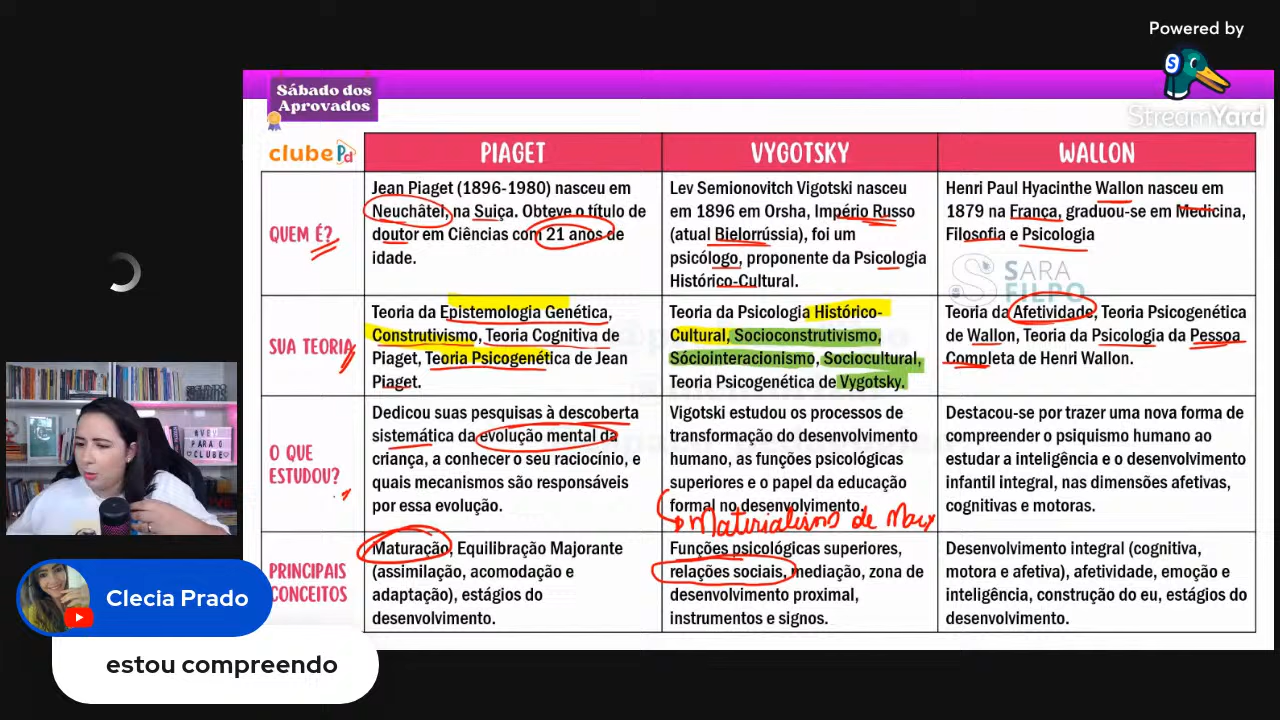 Powered by
StreamYard
Sábado dos
Aprovados
clube Pd
PIAGET
VYGOTSKY
WALLON
QUEM É?
Jean Piaget (1896-1980) nasceu em
Neuchâtel, na Suiça. Obteve o título de
doutor em Ciências com 21 anos de
idade.
Lev Semionovitch Vigotski nasceu
em 1896 em Orsha, Império Russo
(atual Bielorrússia), foi um
psicólogo, proponente da Psicologia
Histórico-Cultural.
Henri Paul Hyacinthe Wallon nasceu em
1879 na França, graduou-se em Medicina,
Filosofia e Psicologia
SARA
FILPO
SUA TEORIA
Teoria da Epistemologia Genética,
Construtivismo, Teoria Cognitiva de
Piaget, Teoria Psicogenética de Jean
Piaget.
Teoria da Psicologia Histórico-
Cultural, Socioconstrutivismo,
Sóciointeracionismo, Sociocultural,
Teoria Psicogenética de Vygotsky.
Teoria da Afetividade, Teoria Psicogenética
de Wallon, Teoria da Psicologia da Pessoa
Completa de Henri Wallon.
O QUE
ESTUDOU?
Dedicou suas pesquisas à descoberta
sistemática da evolução mental da
criança, a conhecer o seu raciocínio, e
quais mecanismos são responsáveis
por essa evolução.
Vigotski estudou os processos de
transformação do desenvolvimento
humano, as funções psicológicas
superiores e o papel da educação
formal no desenvolvimento.
Materialismo de Marx
Destacou-se por trazer uma nova forma de
compreender o psiquismo humano ao
estudar a inteligência e o desenvolvimento
infantil integral, nas dimensões afetivas,
cognitivas e motoras.
PRINCIPAIS
CONCEITOS
Maturação, Equilibração Majorante
(assimilação, acomodação e
adaptação), estágios do
desenvolvimento.
Funções psicológicas superiores,
relações sociais, mediação, zona de
desenvolvimento proximal,
instrumentos e signos.
Desenvolvimento integral (cognitiva,
motora e afetiva), afetividade, emoção e
inteligência, construção do eu, estágios do
desenvolvimento.
Clecia Prado
estou compreendo